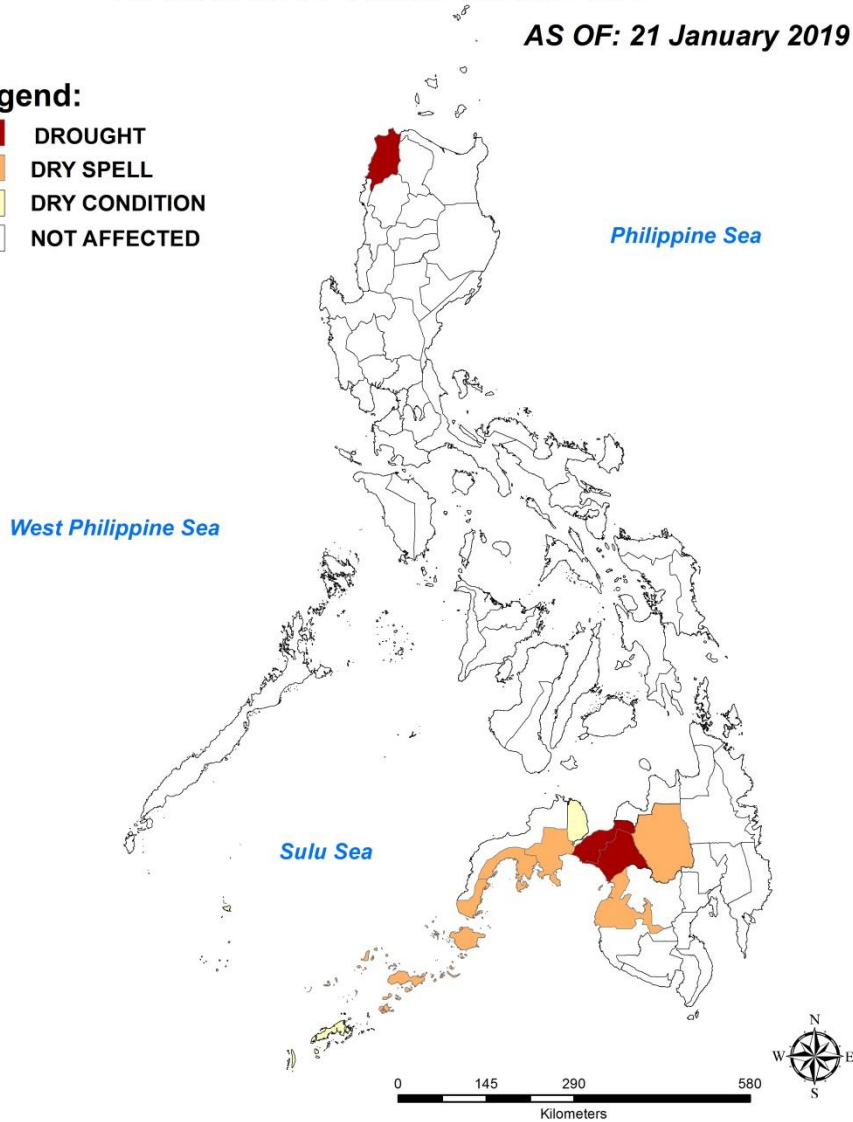 AS OF: 21 January 2019
gend:
DROUGHT
DRY SPELL
DRY CONDITION
NOT AFFECTED
Philippine Sea
West Philippine Sea
Sulu Sea
N
W E
S
0 145 290 580
Kilometers